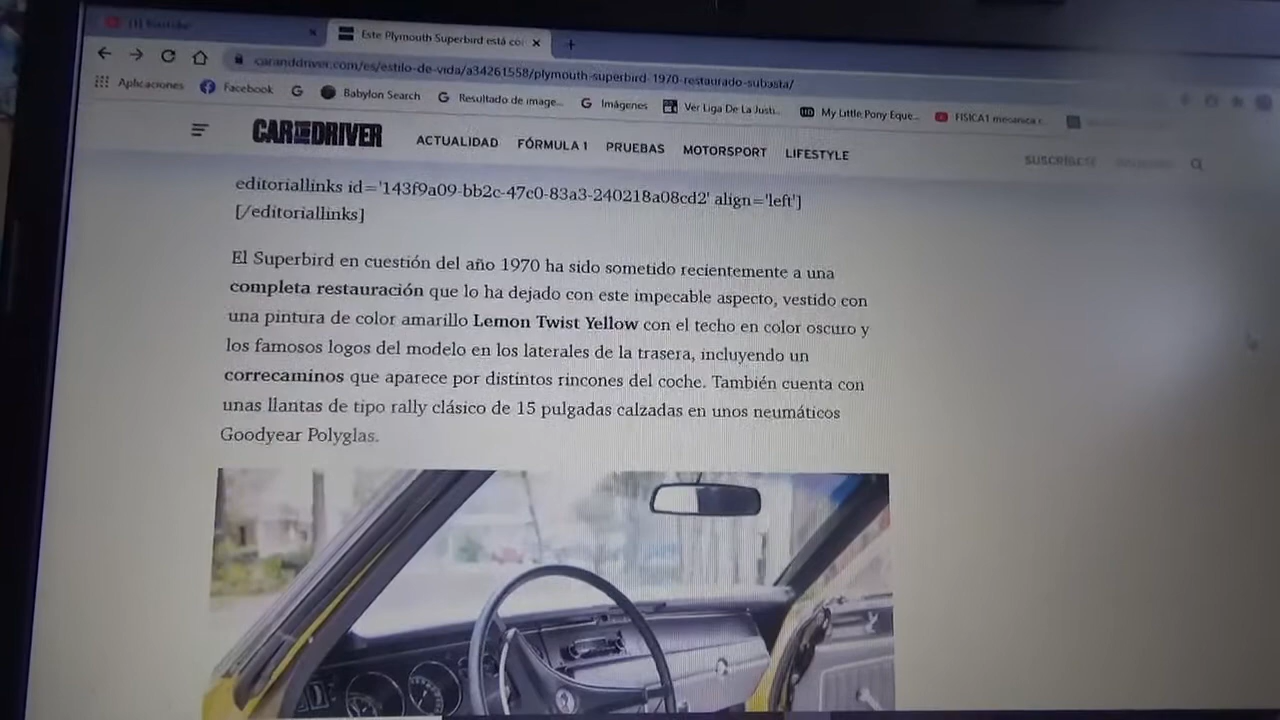 Este Plymouth Superbird está co
caranddriver.com/es/estilo-de-vida/a34261558/plymouth-superbird-1970-restaurado-subasta/
Aplicaciones Facebook Babylon Search Resultado de image... Imágenes Ver Liga De La Justi... My Little Pony Eque... FISICA1 mecanica r...
CAR AND DRIVER ACTUALIDAD FÓRMULA 1 PRUEBAS MOTORSPORT LIFESTYLE SUSCRÍBETE
editoriallinks id='143f9a09-bb2c-47c0-83a3-240218a08cd2' align='left']
[/editoriallinks]
El Superbird en cuestión del año 1970 ha sido sometido recientemente a una
completa restauración que lo ha dejado con este impecable aspecto, vestido con
una pintura de color amarillo Lemon Twist Yellow con el techo en color oscuro y
los famosos logos del modelo en los laterales de la trasera, incluyendo un
correcaminos que aparece por distintos rincones del coche. También cuenta con
unas llantas de tipo rally clásico de 15 pulgadas calzadas en unos neumáticos
Goodyear Polyglas.